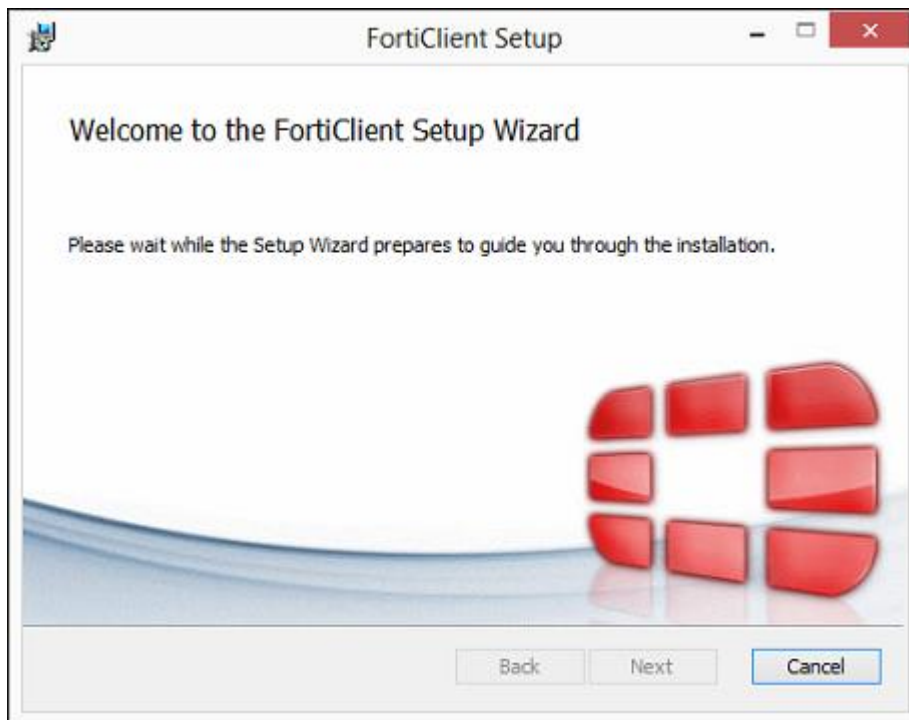 FortiClient Setup
Welcome to the FortiClient Setup Wizard
Please wait while the Setup Wizard prepares to guide you through the installation.
Back
Next
Cancel